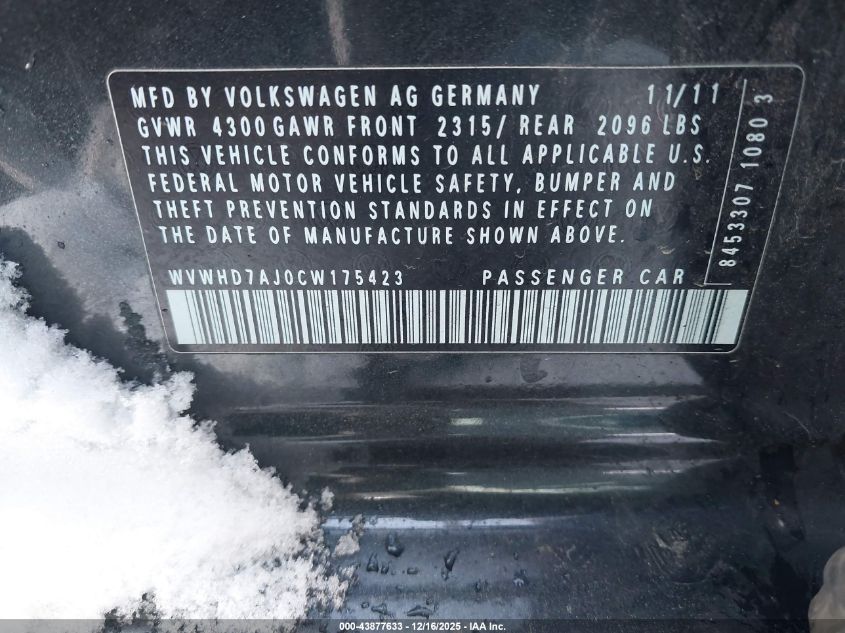 MFD BY VOLKSWAGEN AG GERMANY 11/11
GVWR 4300 GAWR FRONT 2315/ REAR 2096 LBS
THIS VEHICLE CONFORMS TO ALL APPLICABLE U.S.
FEDERAL MOTOR VEHICLE SAFETY, BUMPER AND
THEFT PREVENTION STANDARDS IN EFFECT ON
THE DATE OF MANUFACTURE SHOWN ABOVE.
WVWHD7AJ0CW175423 PASSENGER CAR
8453307 1080 3
000-43877633 - 12/16/2025 - IAA Inc.